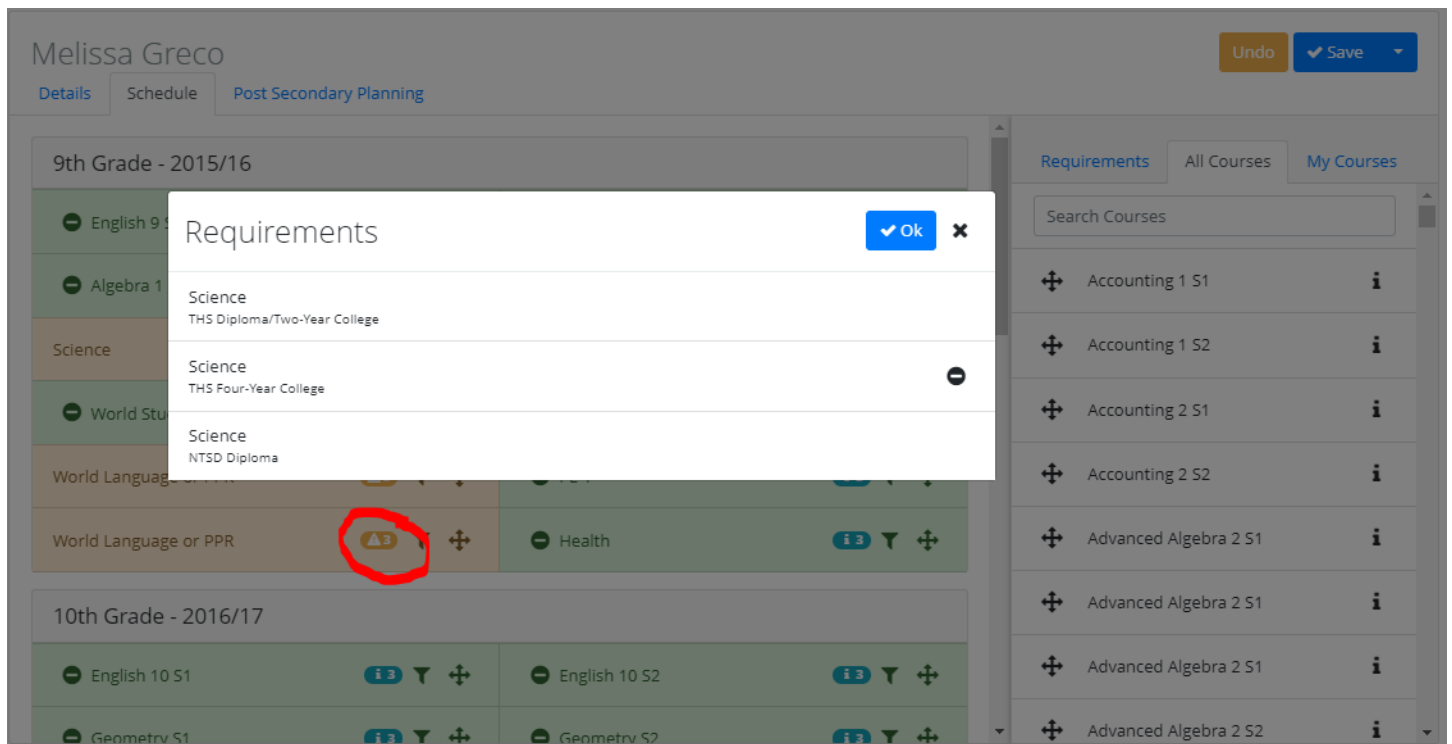 Melissa Greco
Undo
Save
Details
Schedule
Post Secondary Planning
9th Grade - 2015/16
Requirements
All Courses
My Courses
English 9
Requirements
Ok
Search Courses
Algebra 1
Science
THS Diploma/Two-Year College
Accounting 1 S1
Science
Science
THS Four-Year College
Accounting 1 S2
World
Science
NTSD Diploma
Accounting 2 S1
World Language
Accounting 2 S2
World Language or PPR
3
Health
i 3
Advanced Algebra 2 S1
10th Grade - 2016/17
Advanced Algebra 2 S1
English 10 S1
i 3
English 10 S2
i 3
Advanced Algebra 2 S1
Geometry S1
i 3
Geometry S2
i 3
Advanced Algebra 2 S2